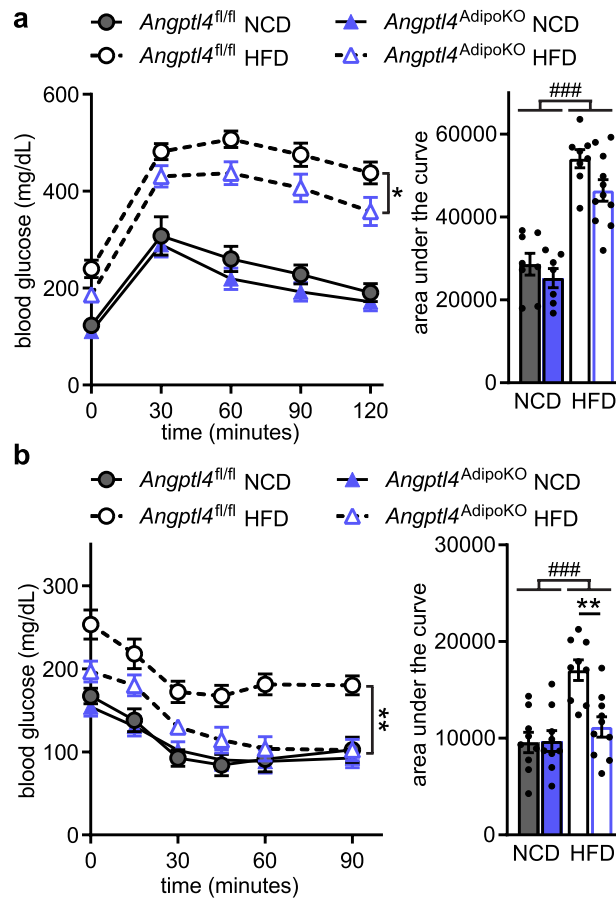 a
Angptl4fl/fl NCD
Angptl4AdipoKO NCD
Angptl4fl/fl HFD
Angptl4AdipoKO HFD
blood glucose (mg/dL)
600
400
200
0
0 30 60 90 120
time (minutes)
*
area under the curve
60000
40000
20000
0
###
NCD HFD
b
Angptl4fl/fl NCD
Angptl4AdipoKO NCD
Angptl4fl/fl HFD
Angptl4AdipoKO HFD
blood glucose (mg/dL)
300
200
100
0
0 30 60 90
time (minutes)
**
area under the curve
30000
20000
10000
0
###
**
NCD HFD